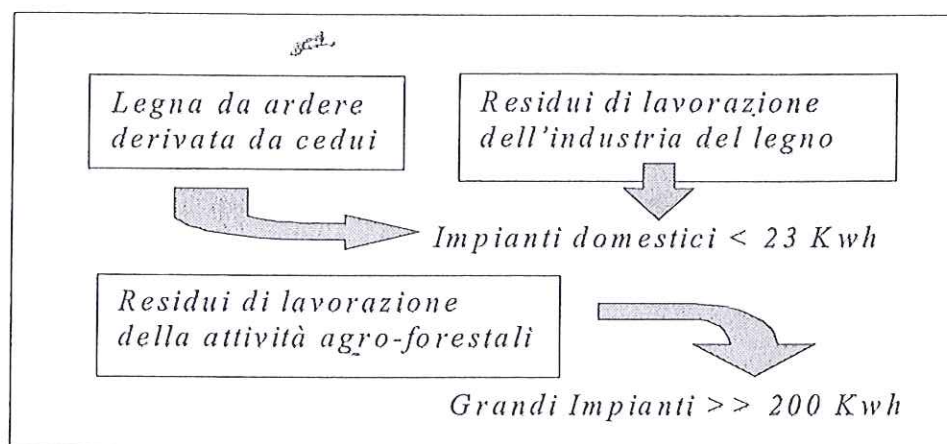 Legna da ardere
derivata da cedui
Residui di lavorazione
dell'industria del legno
Impianti domestici < 23 Kwh
Residui di lavorazione
della attività agro-forestali
Grandi Impianti >> 200 Kwh